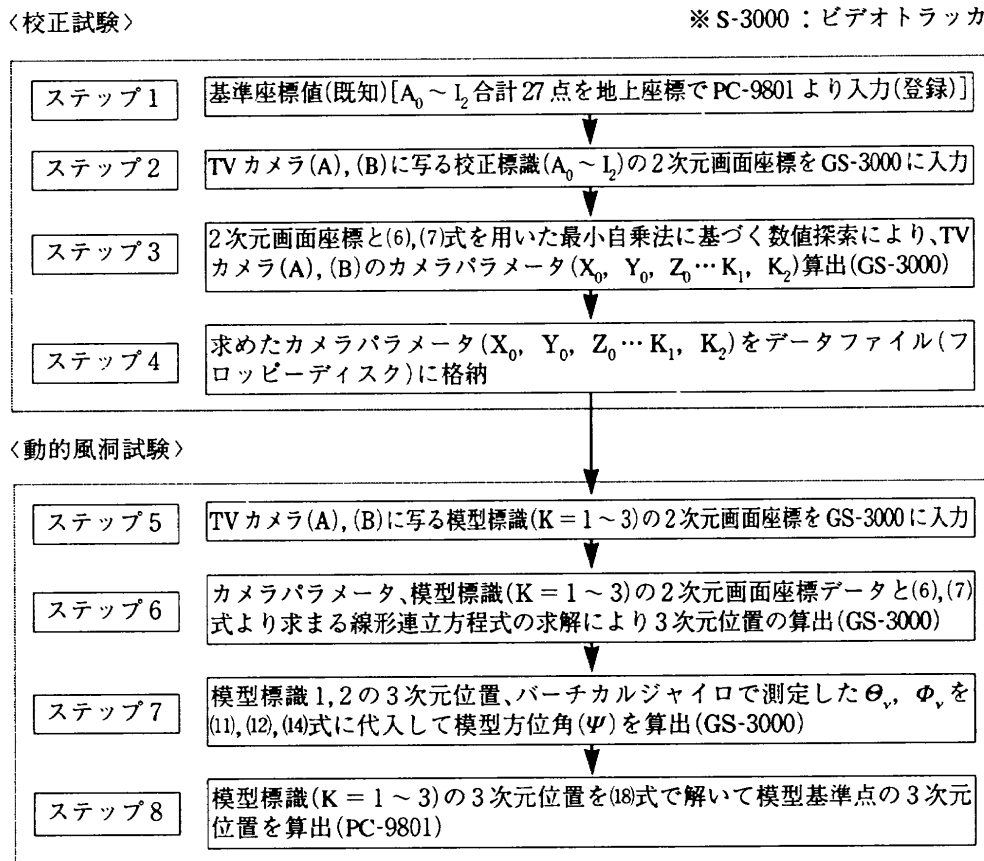 〈校正試験〉
※ S-3000 : ビデオトラッカ
ステップ1
基準座標値(既知)[A₀～I₂合計27点を地上座標でPC-9801より入力(登録)]
ステップ2
TVカメラ(A), (B)に写る校正標識(A₀～I₂)の2次元画面座標をGS-3000に入力
ステップ3
2次元画面座標と(6),(7)式を用いた最小自乗法に基づく数値探索により、TV
カメラ(A), (B)のカメラパラメータ(X₀, Y₀, Z₀…K₁, K₂)算出(GS-3000)
ステップ4
求めたカメラパラメータ(X₀, Y₀, Z₀…K₁, K₂)をデータファイル(フ
ロッピーディスク)に格納
〈動的風洞試験〉
ステップ5
TVカメラ(A), (B)に写る模型標識(K = 1～3)の2次元画面座標をGS-3000に入力
ステップ6
カメラパラメータ、模型標識(K = 1～3)の2次元画面座標データと(6),(7)
式より求まる線形連立方程式の求解により3次元位置の算出(GS-3000)
ステップ7
模型標識1, 2の3次元位置、バーチカルジャイロで測定したΘᵥ, Φᵥを
(11), (12), (14)式に代入して模型方位角(Ψ)を算出(GS-3000)
ステップ8
模型標識(K = 1～3)の3次元位置を(18)式で解いて模型基準点の3次元
位置を算出(PC-9801)